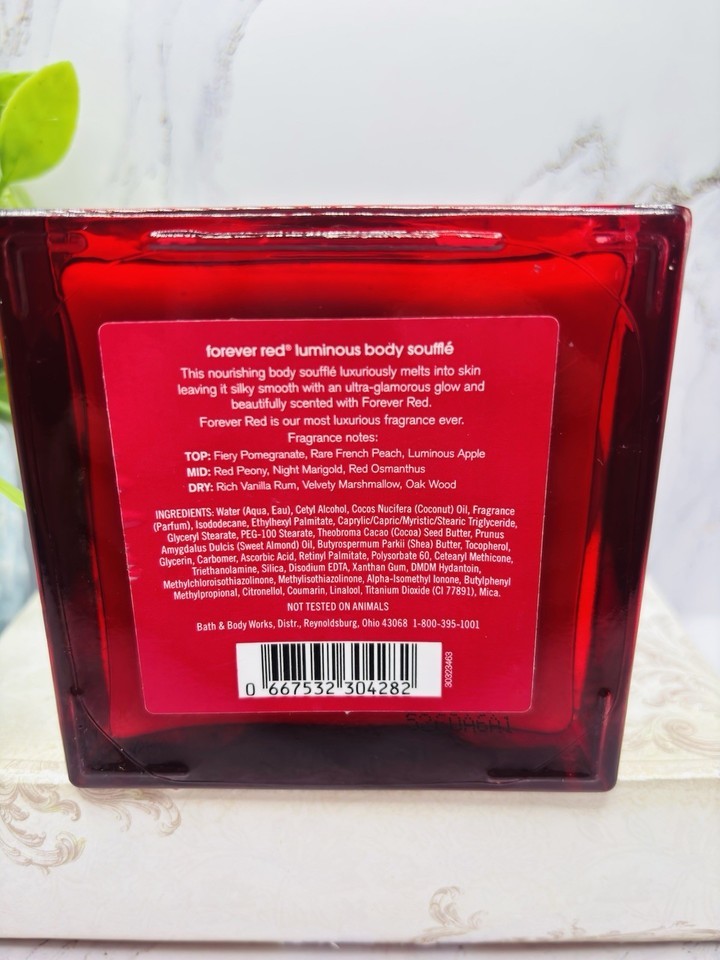 forever red® luminous body soufflé
This nourishing body soufflé luxuriously melts into skin
leaving it silky smooth with an ultra-glamorous glow and
beautifully scented with Forever Red.
Forever Red is our most luxurious fragrance ever.
Fragrance notes:
TOP: Fiery Pomegranate, Rare French Peach, Luminous Apple
MID: Red Peony, Night Marigold, Red Osmanthus
DRY: Rich Vanilla Rum, Velvety Marshmallow, Oak Wood
INGREDIENTS: Water (Aqua, Eau), Cetyl Alcohol, Cocos Nucifera (Coconut) Oil, Fragrance
(Parfum), Isododecane, Ethylhexyl Palmitate, Caprylic/Capric/Myristic/Stearic Triglyceride,
Glyceryl Stearate, PEG-100 Stearate, Theobroma Cacao (Cocoa) Seed Butter, Prunus
Amygdalus Dulcis (Sweet Almond) Oil, Butyrospermum Parkii (Shea) Butter, Tocopherol,
Glycerin, Carbomer, Ascorbic Acid, Retinyl Palmitate, Polysorbate 60, Cetearyl Methicone,
Triethanolamine, Silica, Disodium EDTA, Xanthan Gum, DMDM Hydantoin,
Methylchloroisothiazolinone, Methylisothiazolinone, Alpha-Isomethyl Ionone, Butylphenyl
Methylpropional, Citronellol, Coumarin, Linalool, Titanium Dioxide (CI 77891), Mica.
NOT TESTED ON ANIMALS
Bath & Body Works, Distr., Reynoldsburg, Ohio 43068 1-800-395-1001
30323463
0 667532 304282